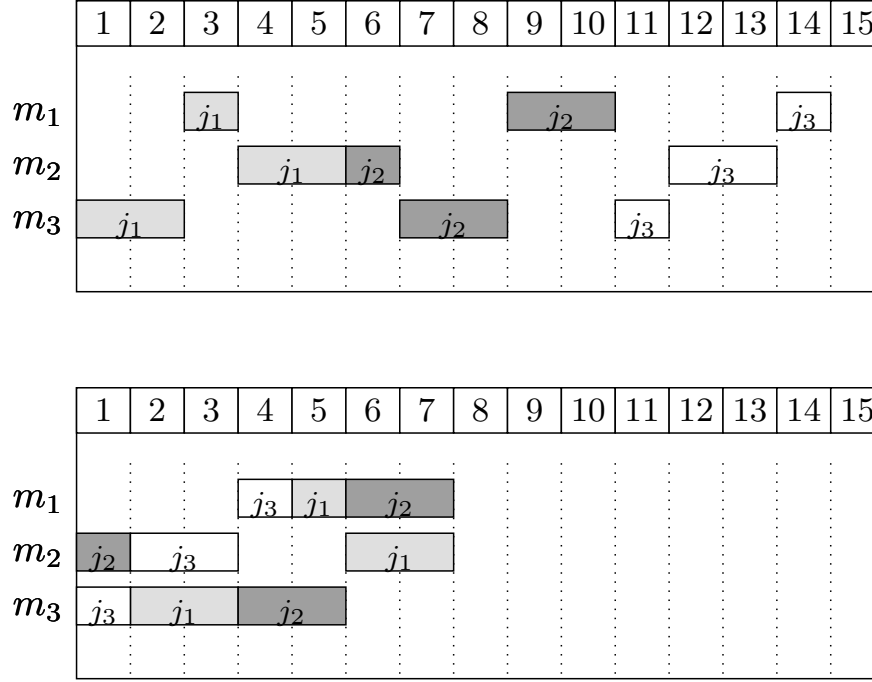 1 2 3 4 5 6 7 8 9 10 11 12 13 14 15
m₁ j₁ j₂ j₃
m₂ j₁ j₂ j₃
m₃ j₁ j₂ j₃
1 2 3 4 5 6 7 8 9 10 11 12 13 14 15
m₁ j₃ j₁ j₂
m₂ j₂ j₃ j₁
m₃ j₃ j₁ j₂